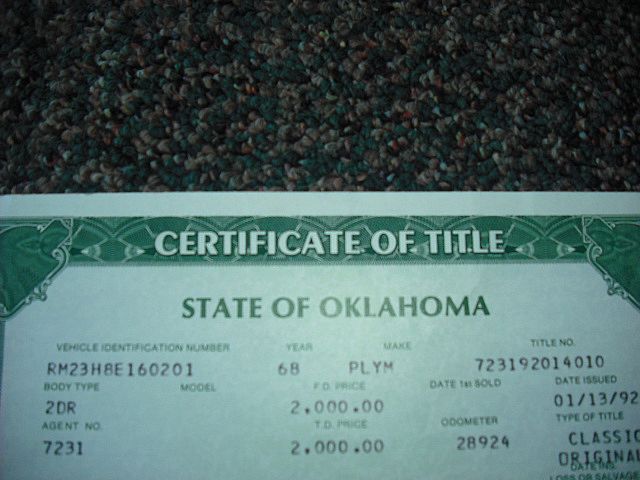 CERTIFICATE OF TITLE
STATE OF OKLAHOMA
VEHICLE IDENTIFICATION NUMBER YEAR MAKE TITLE NO.
RM23H8E160201 68 PLYM 723192014010
BODY TYPE MODEL F.D. PRICE DATE 1st SOLD DATE ISSUED
2DR 2,000.00 01/13/92
AGENT NO. T.D. PRICE ODOMETER TYPE OF TITLE
7231 2,000.00 28924 CLASSIC
ORIGINAL
DATE INS.
LOSS OR SALVAGE